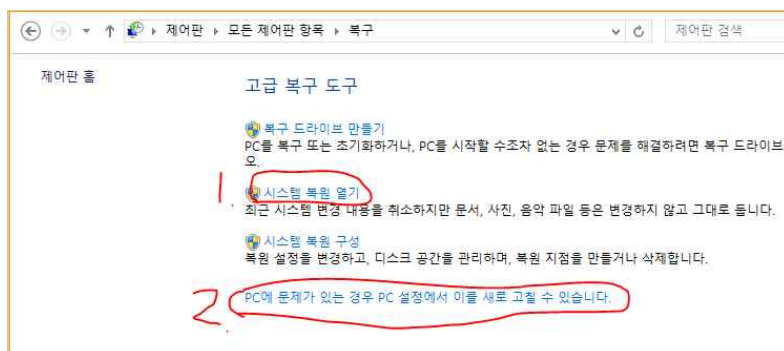 제어판 ▸ 모든 제어판 항목 ▸ 복구
제어판 검색
제어판 홈
고급 복구 도구
복구 드라이브 만들기
PC를 복구 또는 초기화하거나, PC를 시작할 수조차 없는 경우 문제를 해결하려면 복구 드라이브
오.
1.
시스템 복원 열기
최근 시스템 변경 내용을 취소하지만 문서, 사진, 음악 파일 등은 변경하지 않고 그대로 둡니다.
시스템 복원 구성
복원 설정을 변경하고, 디스크 공간을 관리하며, 복원 지점을 만들거나 삭제합니다.
2.
PC에 문제가 있는 경우 PC 설정에서 이를 새로 고칠 수 있습니다.